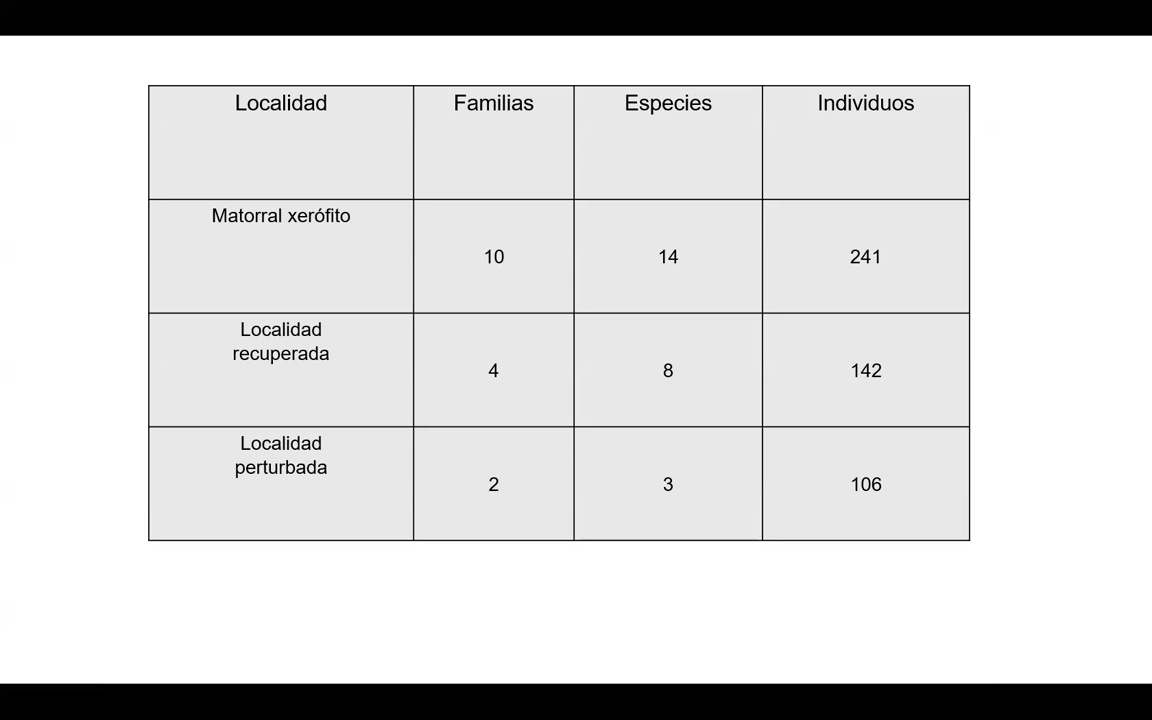 Localidad Familias Especies Individuos
Matorral xerófito
10 14 241
Localidad
recuperada
4 8 142
Localidad
perturbada
2 3 106